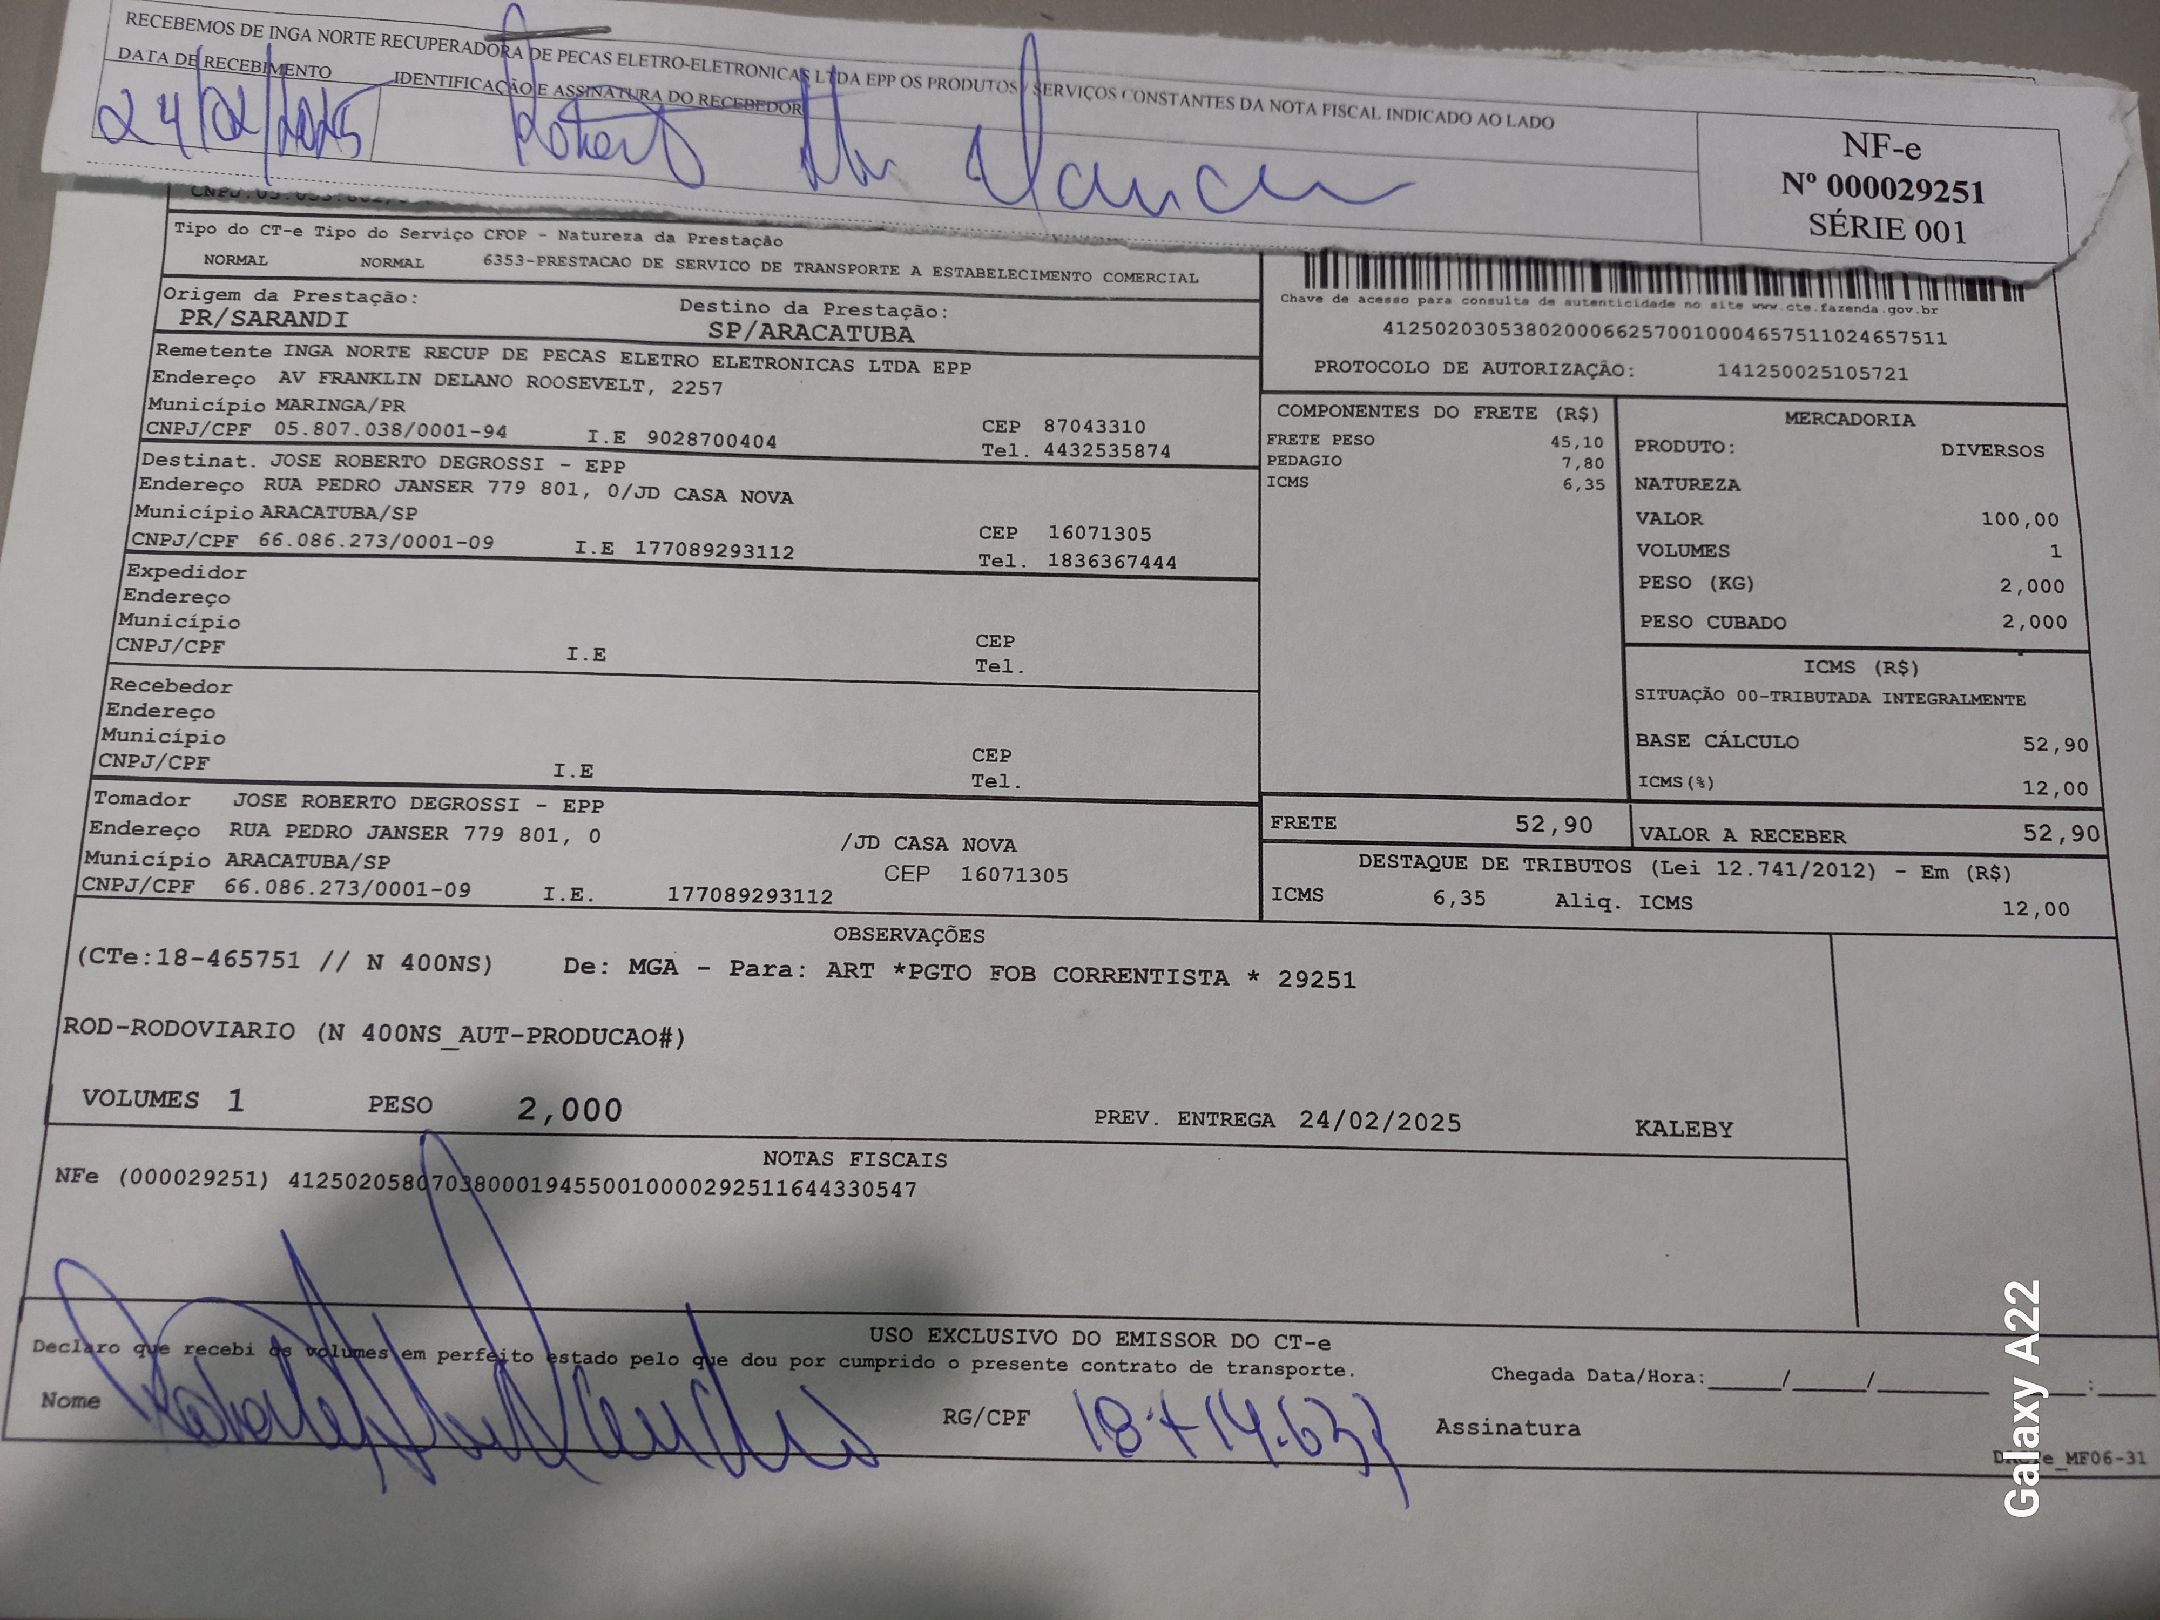 RECEBEMOS DE INGA NORTE RECUPERADORA DE PECAS ELETRO-ELETRONICAS LTDA EPP OS PRODUTOS / SERVIÇOS CONSTANTES DA NOTA FISCAL INDICADO AO LADO
DATA DE RECEBIMENTO IDENTIFICAÇÃO E ASSINATURA DO RECEBEDOR
24/02/2025
NF-e
Nº 000029251
SÉRIE 001
Tipo do CT-e Tipo do Serviço CFOP - Natureza da Prestação
NORMAL NORMAL 6353-PRESTACAO DE SERVICO DE TRANSPORTE A ESTABELECIMENTO COMERCIAL
Origem da Prestação: Destino da Prestação:
PR/SARANDI SP/ARACATUBA
Remetente INGA NORTE RECUP DE PECAS ELETRO ELETRONICAS LTDA EPP
Endereço AV FRANKLIN DELANO ROOSEVELT, 2257
Município MARINGA/PR CEP 87043310
CNPJ/CPF 05.807.038/0001-94 I.E 9028700404 Tel. 4432535874
Destinat. JOSE ROBERTO DEGROSSI - EPP
Endereço RUA PEDRO JANSER 779 801, 0/JD CASA NOVA
Município ARACATUBA/SP CEP 16071305
CNPJ/CPF 66.086.273/0001-09 I.E 177089293112 Tel. 1836367444
Expedidor
Endereço
Município CEP
CNPJ/CPF I.E Tel.
Recebedor
Endereço
Município CEP
CNPJ/CPF I.E Tel.
Tomador JOSE ROBERTO DEGROSSI - EPP
Endereço RUA PEDRO JANSER 779 801, 0 /JD CASA NOVA
Município ARACATUBA/SP CEP 16071305
CNPJ/CPF 66.086.273/0001-09 I.E. 177089293112
Chave de acesso para consulta de autenticidade no site www.cte.fazenda.gov.br
41250203053802000662570010004657511024657511
PROTOCOLO DE AUTORIZAÇÃO: 141250025105721
COMPONENTES DO FRETE (R$)
FRETE PESO 45,10
PEDAGIO 7,80
ICMS 6,35
MERCADORIA
PRODUTO: DIVERSOS
NATUREZA
VALOR 100,00
VOLUMES 1
PESO (KG) 2,000
PESO CUBADO 2,000
ICMS (R$)
SITUAÇÃO 00-TRIBUTADA INTEGRALMENTE
BASE CÁLCULO 52,90
ICMS(%) 12,00
FRETE 52,90 VALOR A RECEBER 52,90
DESTAQUE DE TRIBUTOS (Lei 12.741/2012) - Em (R$)
ICMS 6,35 Aliq. ICMS 12,00
OBSERVAÇÕES
(CTe:18-465751 // N 400NS) De: MGA - Para: ART *PGTO FOB CORRENTISTA * 29251
ROD-RODOVIARIO (N 400NS_AUT-PRODUCAO#)
VOLUMES 1 PESO 2,000 PREV. ENTREGA 24/02/2025 KALEBY
NOTAS FISCAIS
NFe (000029251) 41250205807038000194550010000292511644330547
USO EXCLUSIVO DO EMISSOR DO CT-e
Declaro que recebi os volumes em perfeito estado pelo que dou por cumprido o presente contrato de transporte.
Chegada Data/Hora:_____/_____/_______ ___:____
Nome RG/CPF Assinatura
Galaxy A22